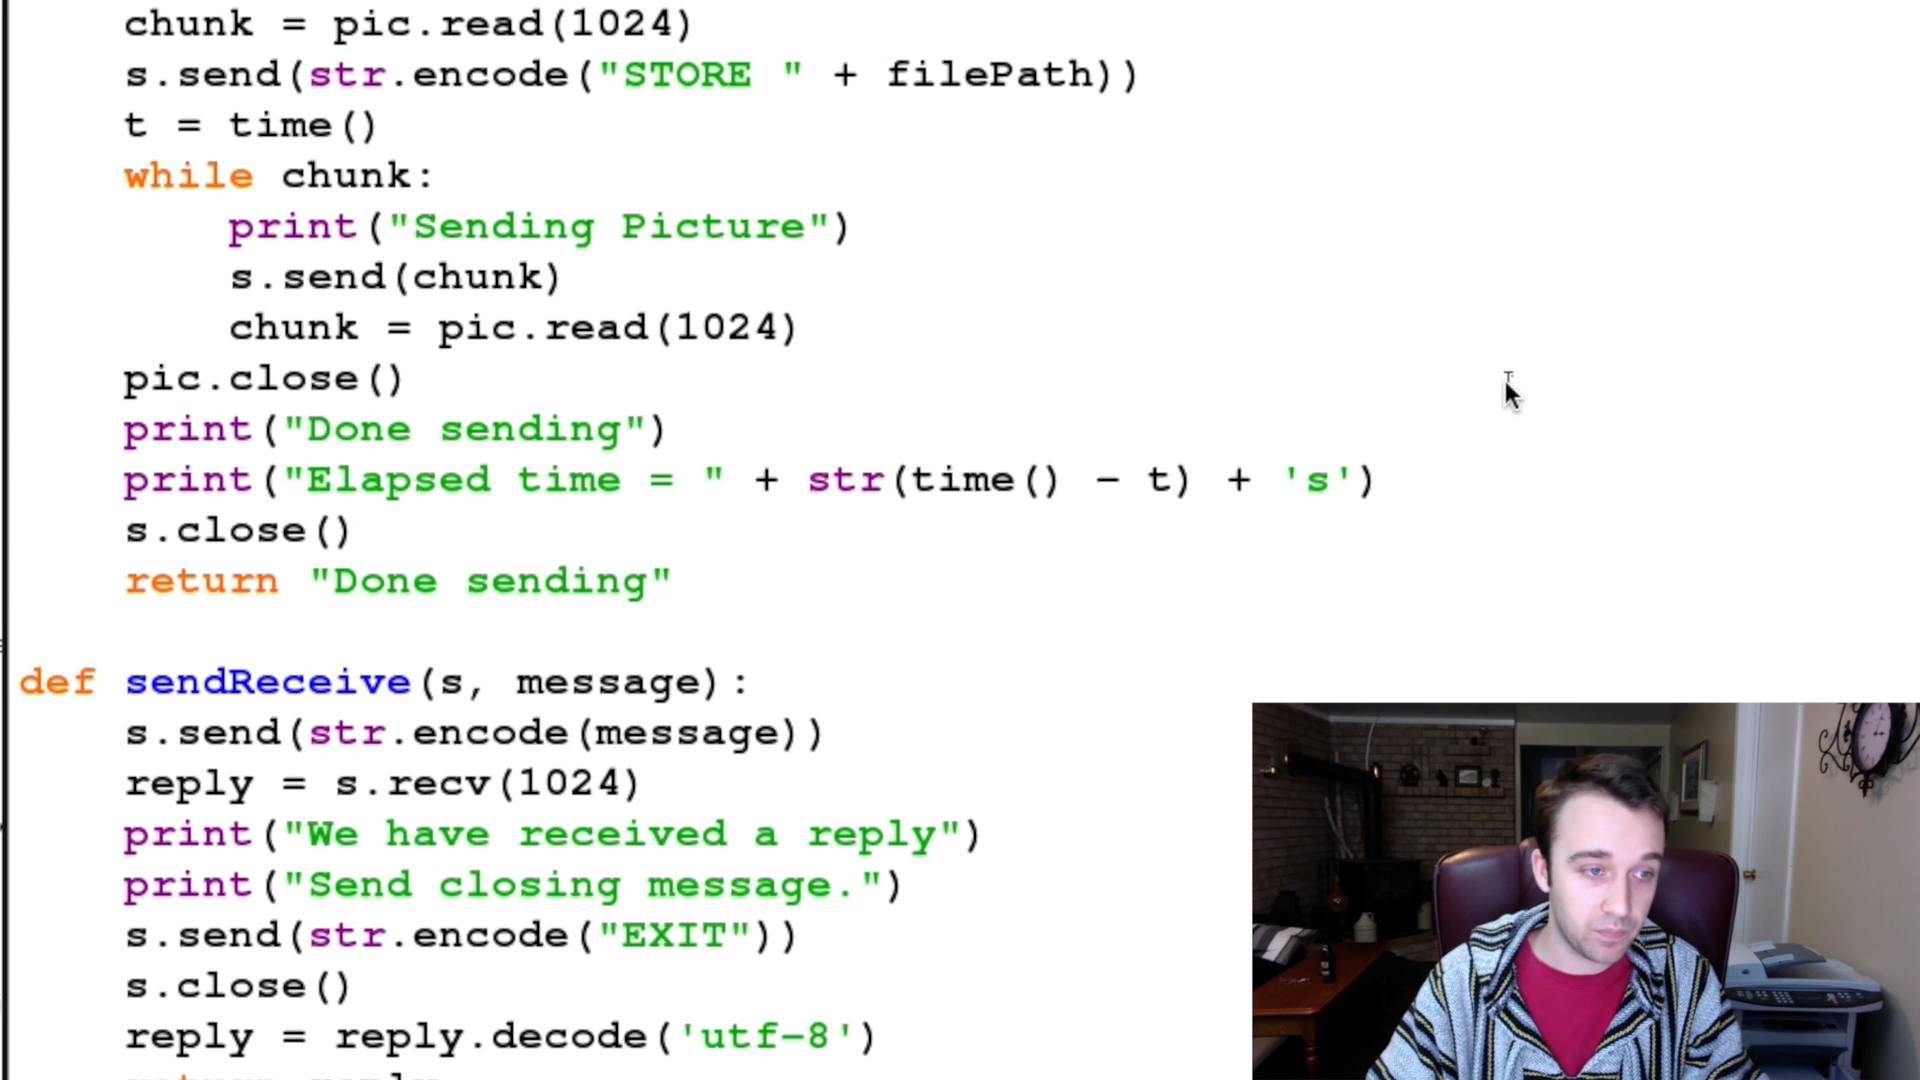 chunk = pic.read(1024)
s.send(str.encode("STORE " + filePath))
t = time()
while chunk:
print("Sending Picture")
s.send(chunk)
chunk = pic.read(1024)
pic.close()
print("Done sending")
print("Elapsed time = " + str(time() - t) + 's')
s.close()
return "Done sending"
def sendReceive(s, message):
s.send(str.encode(message))
reply = s.recv(1024)
print("We have received a reply")
print("Send closing message.")
s.send(str.encode("EXIT"))
s.close()
reply = reply.decode('utf-8')